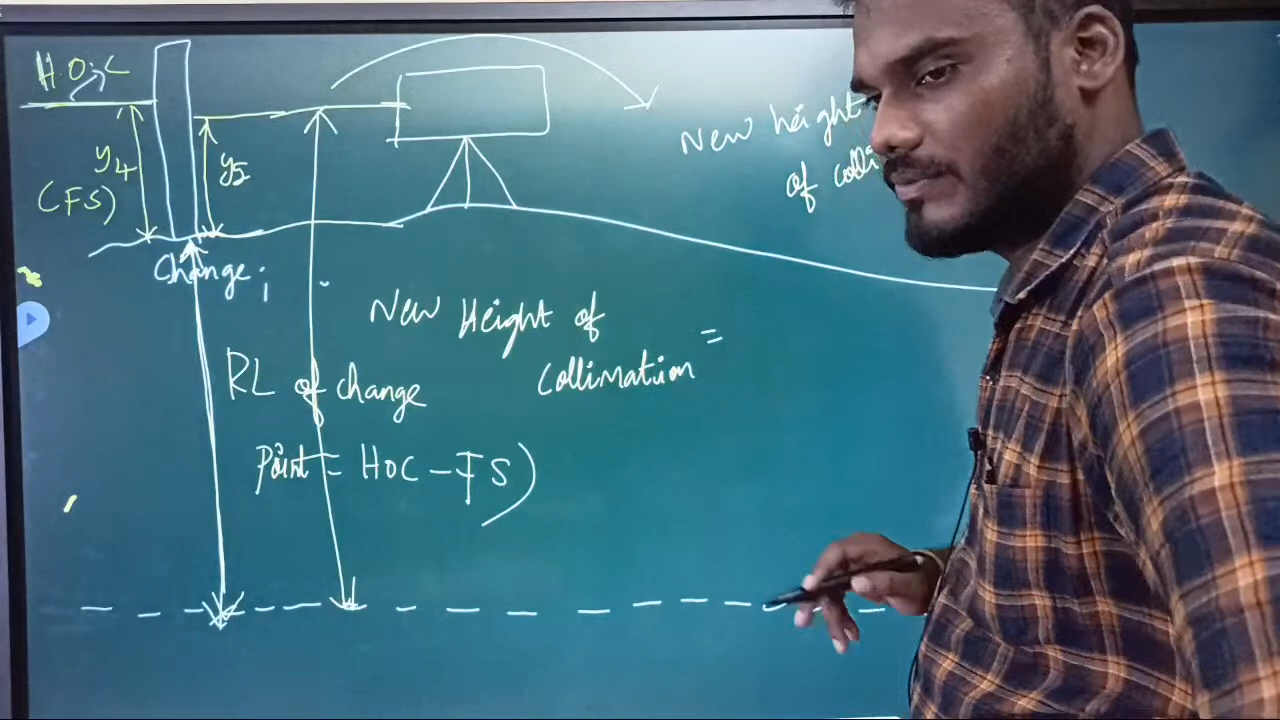 H.O.C
New height
of colli
y4
y5
(FS)
Change
New Height of
Collimation =
RL of change
Point = HOC - FS)